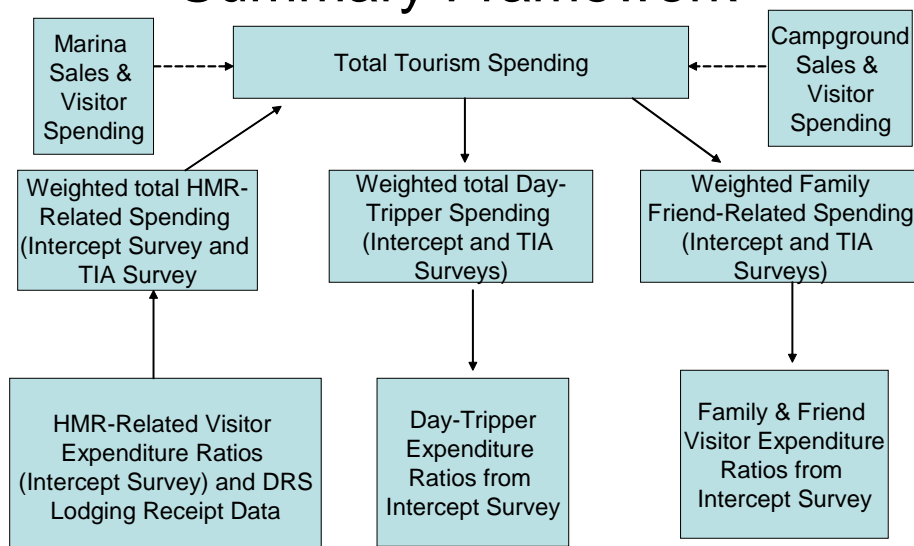 Summary Framework
Marina
Sales &
Visitor
Spending
Total Tourism Spending
Campground
Sales &
Visitor
Spending
Weighted total HMR-
Related Spending
(Intercept Survey and
TIA Survey
Weighted total Day-
Tripper Spending
(Intercept and TIA
Surveys)
Weighted Family
Friend-Related Spending
(Intercept and TIA
Surveys)
HMR-Related Visitor
Expenditure Ratios
(Intercept Survey) and DRS
Lodging Receipt Data
Day-Tripper
Expenditure
Ratios from
Intercept Survey
Family & Friend
Visitor Expenditure
Ratios from
Intercept Survey